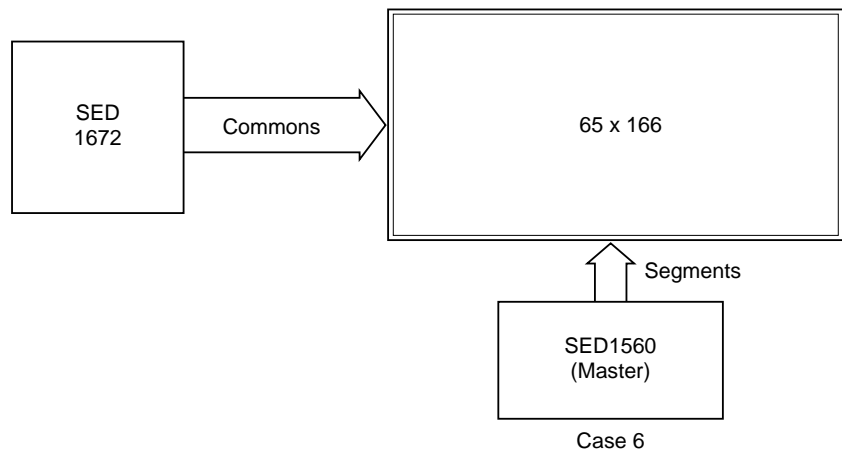 SED
1672
Commons
65 x 166
Segments
SED1560
(Master)
Case 6